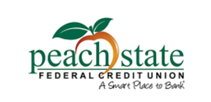 peach state
FEDERAL CREDIT UNION
A Smart Place to Bank